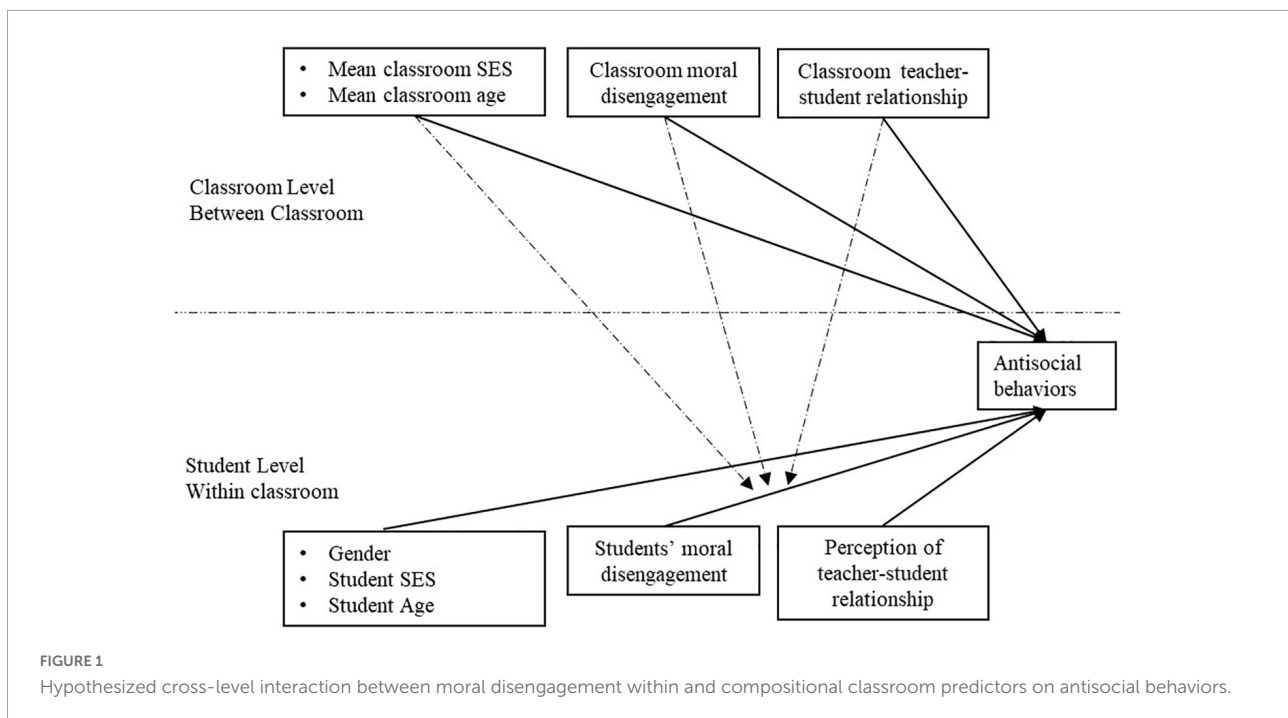 • Mean classroom SES
• Mean classroom age
Classroom moral
disengagement
Classroom teacher-
student relationship
Classroom Level
Between Classroom
Antisocial
behaviors
Student Level
Within classroom
• Gender
• Student SES
• Student Age
Students’ moral
disengagement
Perception of
teacher-student
relationship
FIGURE 1
Hypothesized cross-level interaction between moral disengagement within and compositional classroom predictors on antisocial behaviors.